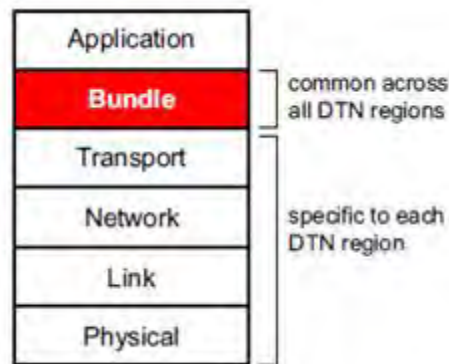 Application
Bundle
common across
all DTN regions
Transport
Network
specific to each
DTN region
Link
Physical